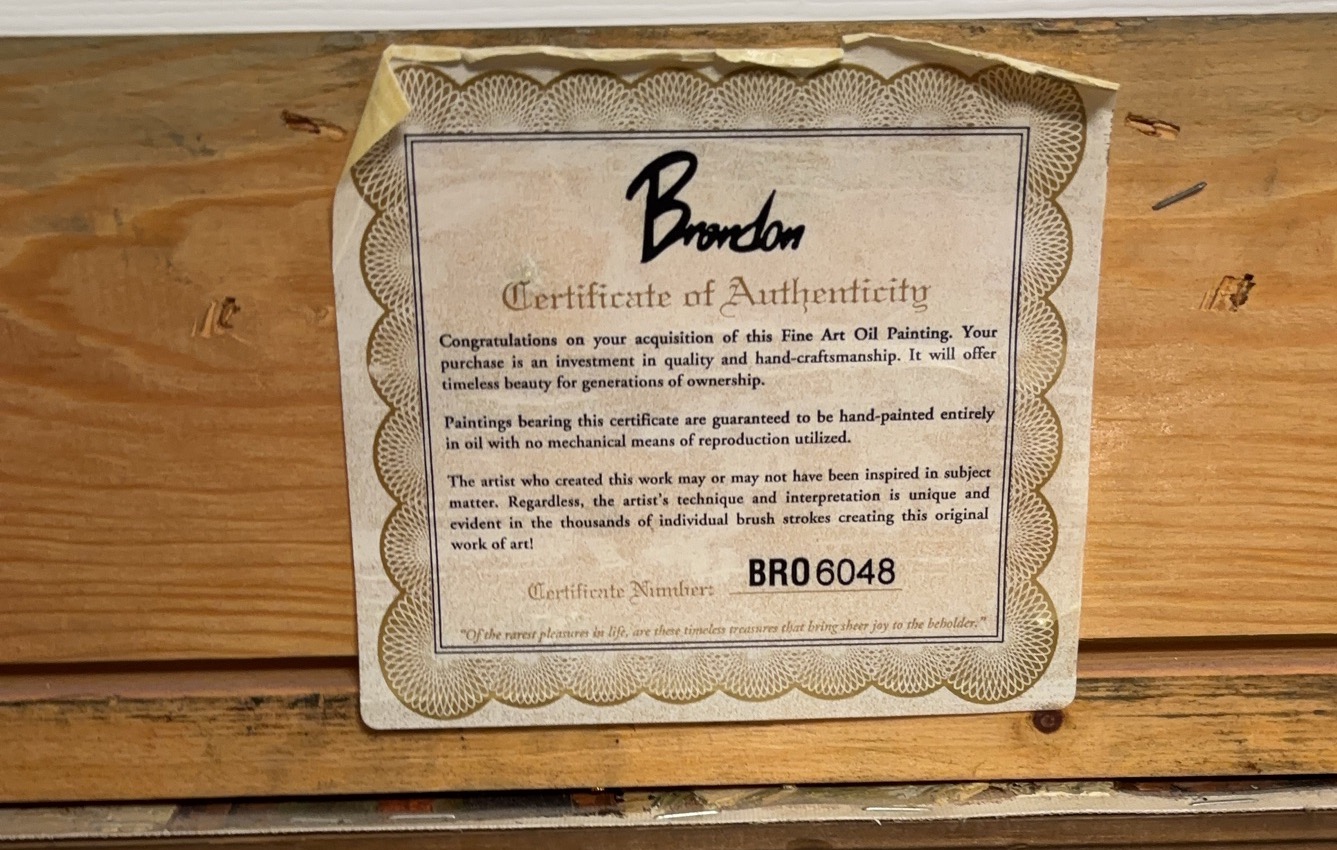 Brandon
Certificate of Authenticity
Congratulations on your acquisition of this Fine Art Oil Painting. Your
purchase is an investment in quality and hand-craftsmanship. It will offer
timeless beauty for generations of ownership.
Paintings bearing this certificate are guaranteed to be hand-painted entirely
in oil with no mechanical means of reproduction utilized.
The artist who created this work may or may not have been inspired in subject
matter. Regardless, the artist's technique and interpretation is unique and
evident in the thousands of individual brush strokes creating this original
work of art!
Certificate Number: BRO6048
"Of the rarest pleasures in life, are these timeless treasures that bring sheer joy to the beholder."